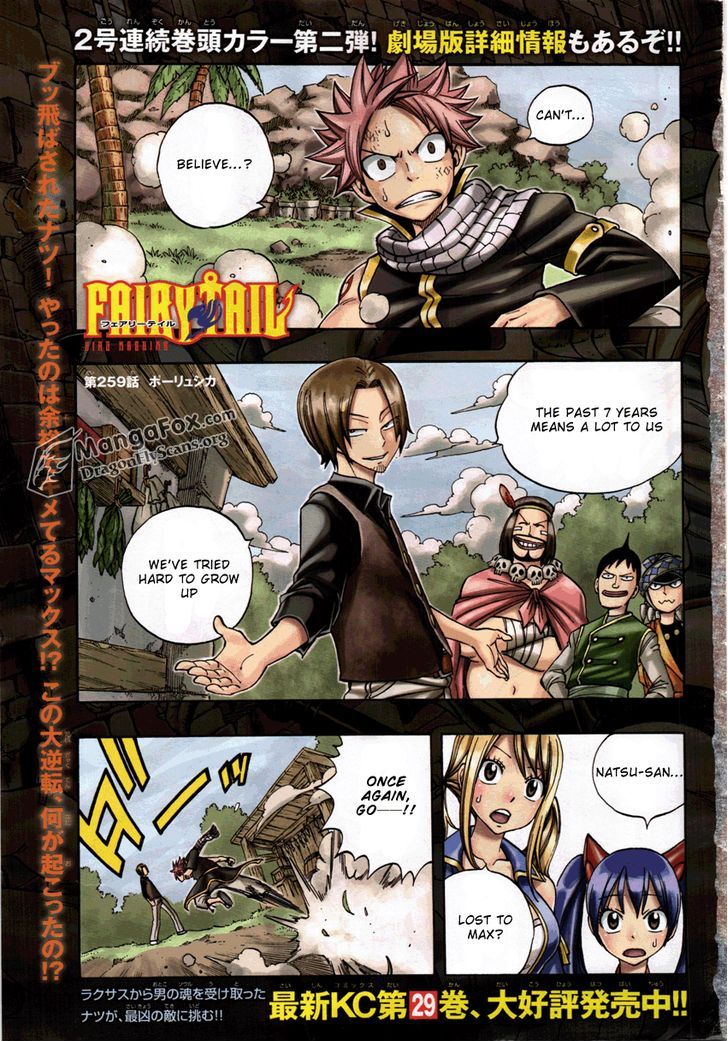 2号連続巻頭カラー第二弾! 劇場版詳細情報もあるぞ!!
CAN'T...
BELIEVE...?
FAIRY TAIL
フェアリーテイル
HIRO MASHIMA
第259話 ポーリュシカ
MangaFox.com
DragonFlyScans.org
THE PAST 7 YEARS
MEANS A LOT TO US
WE'VE TRIED
HARD TO GROW
UP
ダッ
ONCE
AGAIN,
GO——!!
NATSU-SAN...
LOST TO
MAX?
ブッ飛ばされたナツ! やったのは余裕 メてるマックス!? この大逆転、何が起こったの!?
ラクサスから男の魂を受け取った
ナツが、最凶の敵に挑む!!
最新KC第29巻、大好評発売中!!